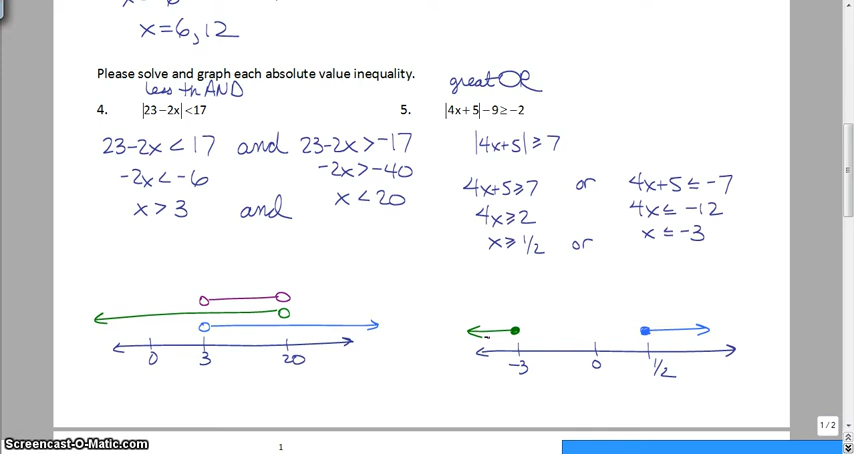 x=6,12
Please solve and graph each absolute value inequality.
less thAND
great OR
4. |23-2x| <17
5. |4x+5|-9≥-2
23-2x < 17 and 23-2x > -17
-2x < -6 -2x > -40
x > 3 and x < 20
|4x+5| ≥ 7
4x+5 ≥ 7 or 4x+5 ≤ -7
4x ≥ 2 4x ≤ -12
x ≥ 1/2 or x ≤ -3
0 3 20
-3 0 1/2
1/2
Screencast-O-Matic.com
1